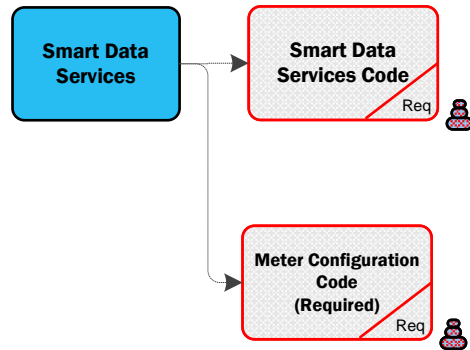 Smart Data
Services
Smart Data
Services Code
Req
Meter Configuration
Code
(Required)
Req